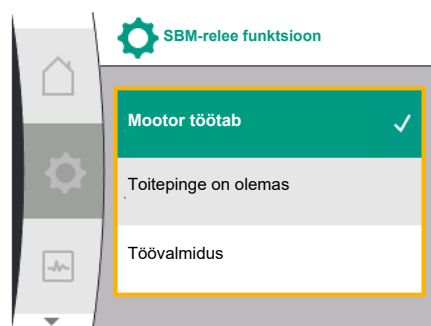 SBM-relee funktsioon
Mootor töötab
Toitepinge on olemas
Töövalmidus